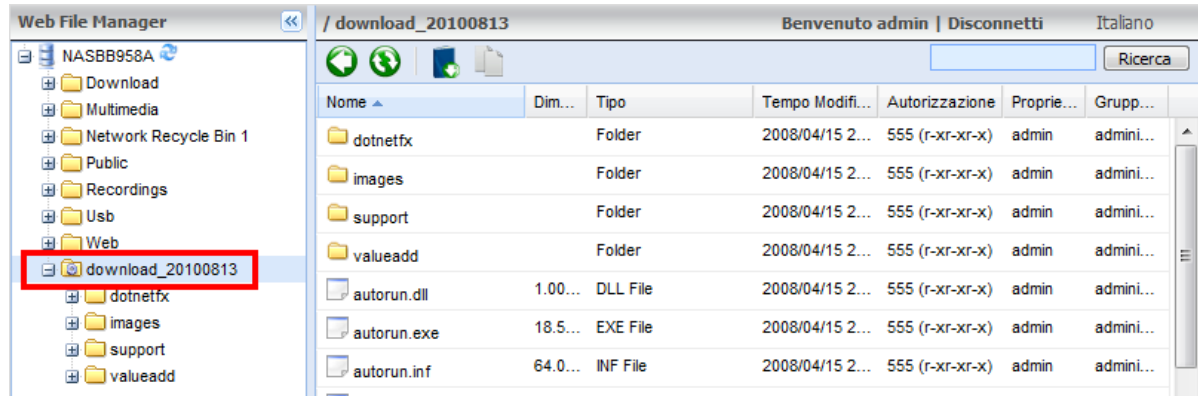 Web File Manager
NASBB958A
Download
Multimedia
Network Recycle Bin 1
Public
Recordings
Usb
Web
download_20100813
dotnetfx
images
support
valueadd
/ download_20100813 Benvenuto admin | Disconnetti Italiano
Ricerca
Nome Dim... Tipo Tempo Modifi... Autorizzazione Proprie... Grupp...
dotnetfx Folder 2008/04/15 2... 555 (r-xr-xr-x) admin admini...
images Folder 2008/04/15 2... 555 (r-xr-xr-x) admin admini...
support Folder 2008/04/15 2... 555 (r-xr-xr-x) admin admini...
valueadd Folder 2008/04/15 2... 555 (r-xr-xr-x) admin admini...
autorun.dll 1.00... DLL File 2008/04/15 2... 555 (r-xr-xr-x) admin admini...
autorun.exe 18.5... EXE File 2008/04/15 2... 555 (r-xr-xr-x) admin admini...
autorun.inf 64.0... INF File 2008/04/15 2... 555 (r-xr-xr-x) admin admini...